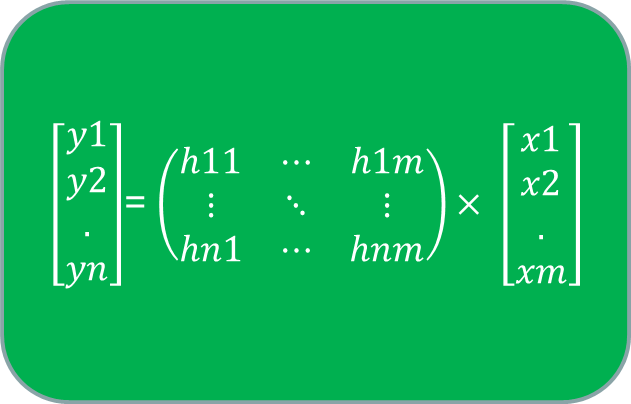 [y1 y2 . yn] = (h11 ⋯ h1m ⋮ ⋱ ⋮ hn1 ⋯ hnm) × [x1 x2 . xm]